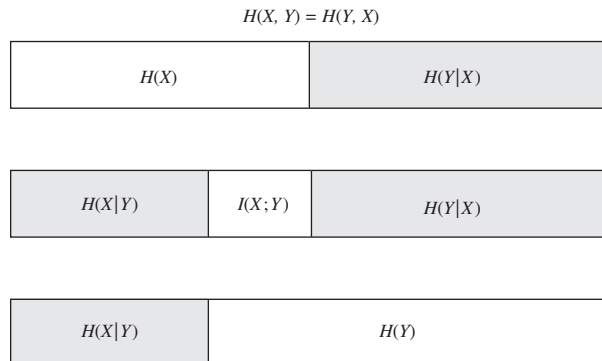 H(X, Y) = H(Y, X)
H(X) H(Y|X)
H(X|Y) I(X; Y) H(Y|X)
H(X|Y) H(Y)